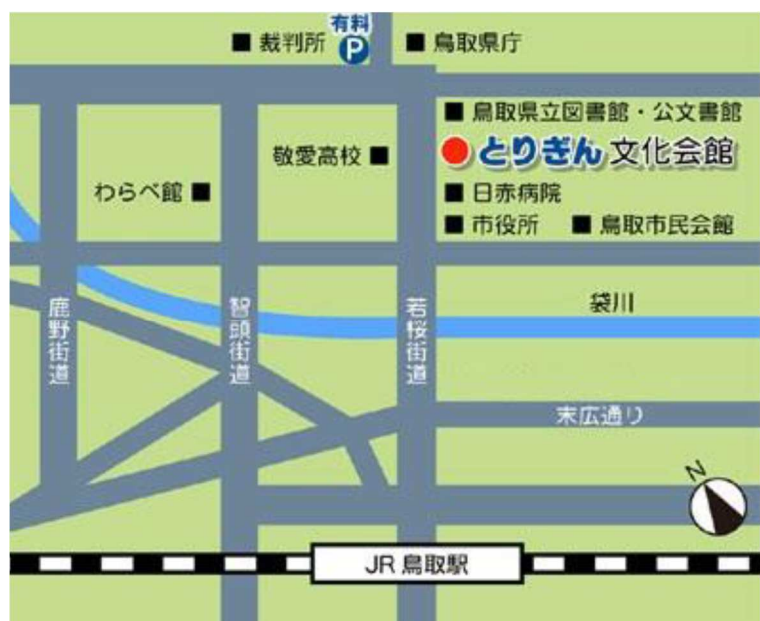 有料
P
裁判所
鳥取県庁
鳥取県立図書館・公文書館
敬愛高校
とりぎん文化会館
わらべ館
日赤病院
市役所
鳥取市民会館
袋川
鹿野街道
智頭街道
若桜街道
末広通り
N
JR 鳥取駅